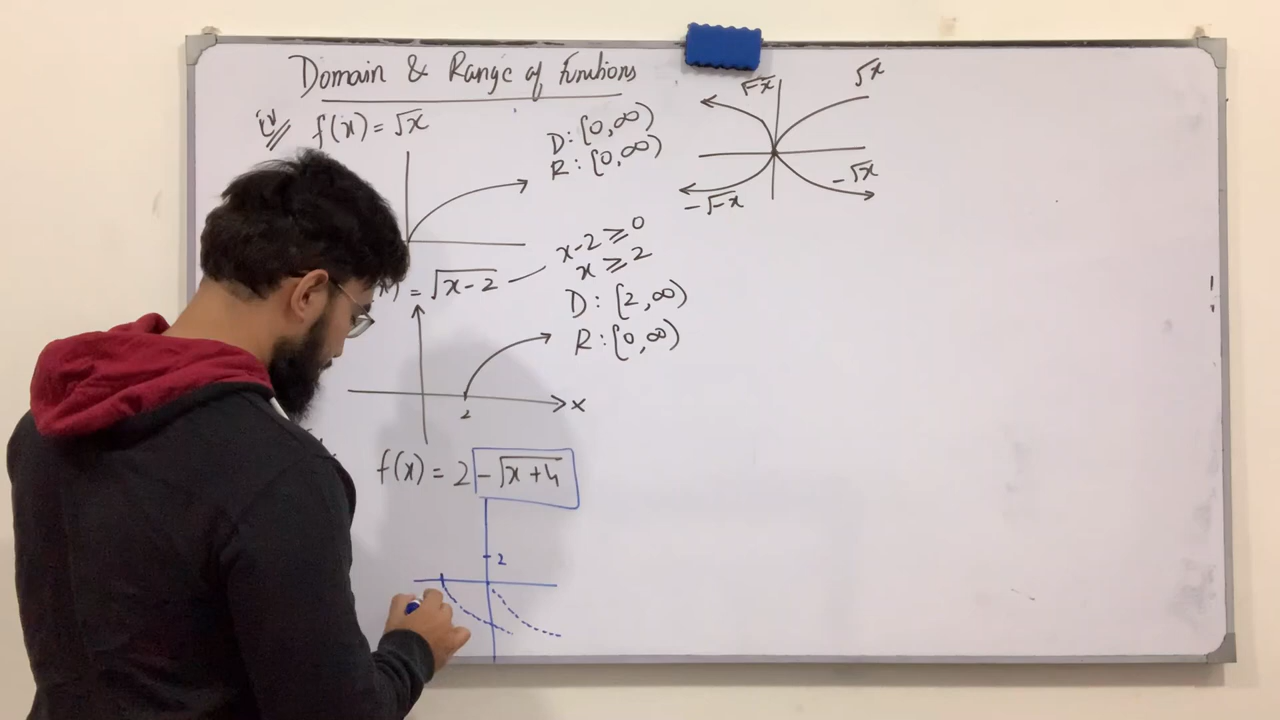 Domain & Range of Functions
iv f(x) = √x
D: [0,∞)
R: [0,∞)
x) = √x-2
x-2 ≥ 0
x ≥ 2
D: [2,∞)
R: [0,∞)
2
x
f(x) = 2 -√x+4
2
√-x
√x
-√-x
-√x